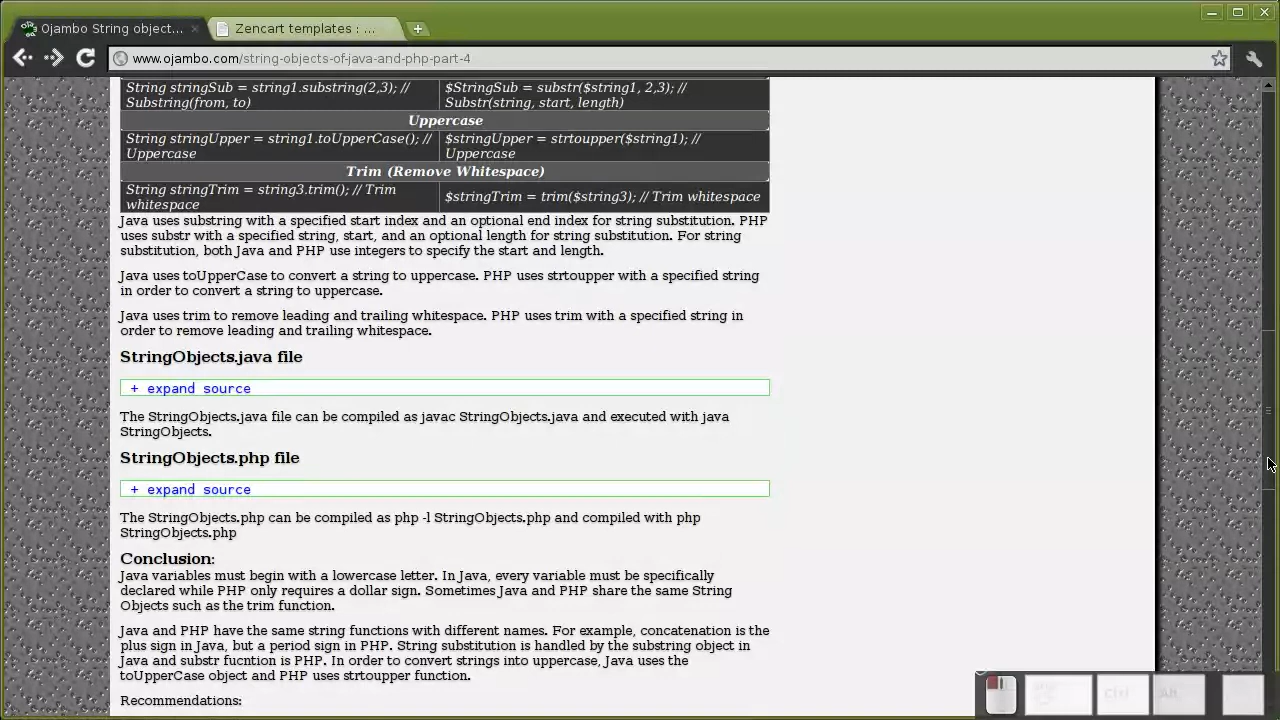 Ojambo String object...
Zencart templates : ...
www.ojambo.com/string-objects-of-java-and-php-part-4
String stringSub = string1.substring(2,3); //
Substring(from, to)
$StringSub = substr($string1, 2,3); //
Substr(string, start, length)
Uppercase
String stringUpper = string1.toUpperCase(); //
Uppercase
$stringUpper = strtoupper($string1); //
Uppercase
Trim (Remove Whitespace)
String stringTrim = string3.trim(); // Trim
whitespace
$stringTrim = trim($string3); // Trim whitespace
Java uses substring with a specified start index and an optional end index for string substitution. PHP
uses substr with a specified string, start, and an optional length for string substitution. For string
substitution, both Java and PHP use integers to specify the start and length.
Java uses toUpperCase to convert a string to uppercase. PHP uses strtoupper with a specified string
in order to convert a string to uppercase.
Java uses trim to remove leading and trailing whitespace. PHP uses trim with a specified string in
order to remove leading and trailing whitespace.
StringObjects.java file
+ expand source
The StringObjects.java file can be compiled as javac StringObjects.java and executed with java
StringObjects.
StringObjects.php file
+ expand source
The StringObjects.php can be compiled as php -l StringObjects.php and compiled with php
StringObjects.php
Conclusion:
Java variables must begin with a lowercase letter. In Java, every variable must be specifically
declared while PHP only requires a dollar sign. Sometimes Java and PHP share the same String
Objects such as the trim function.
Java and PHP have the same string functions with different names. For example, concatenation is the
plus sign in Java, but a period sign in PHP. String substitution is handled by the substring object in
Java and substr fucntion is PHP. In order to convert strings into uppercase, Java uses the
toUpperCase object and PHP uses strtoupper function.
Recommendations:
Ctrl
Alt